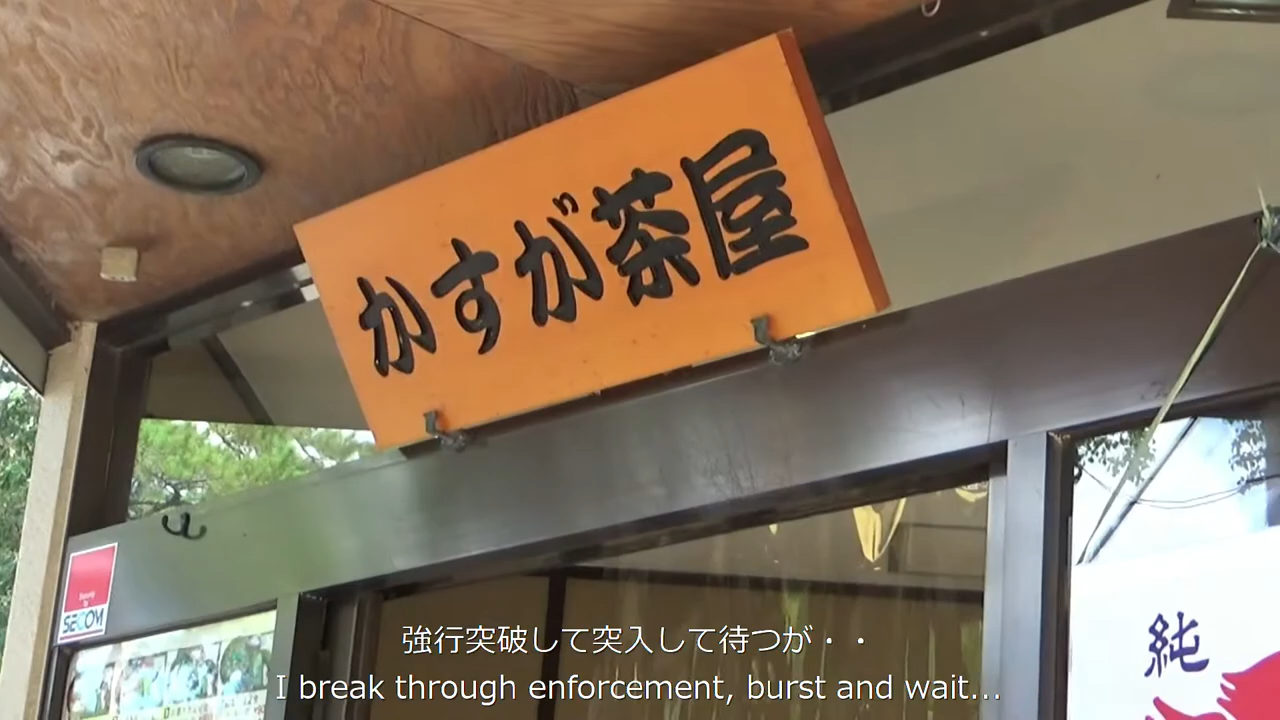 かすが茶屋
SECOM
純
強行突破して突入して待つが・・
I break through enforcement, burst and wait...